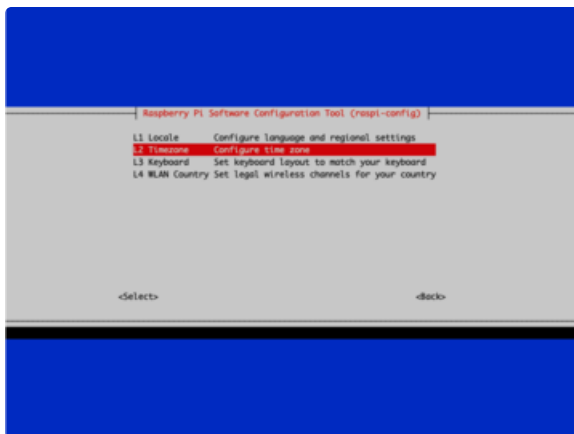 Raspberry Pi Software Configuration Tool (raspi-config)
L1 Locale Configure language and regional settings
L2 Timezone Configure time zone
L3 Keyboard Set keyboard layout to match your keyboard
L4 WLAN Country Set legal wireless channels for your country
<Select> <Back>